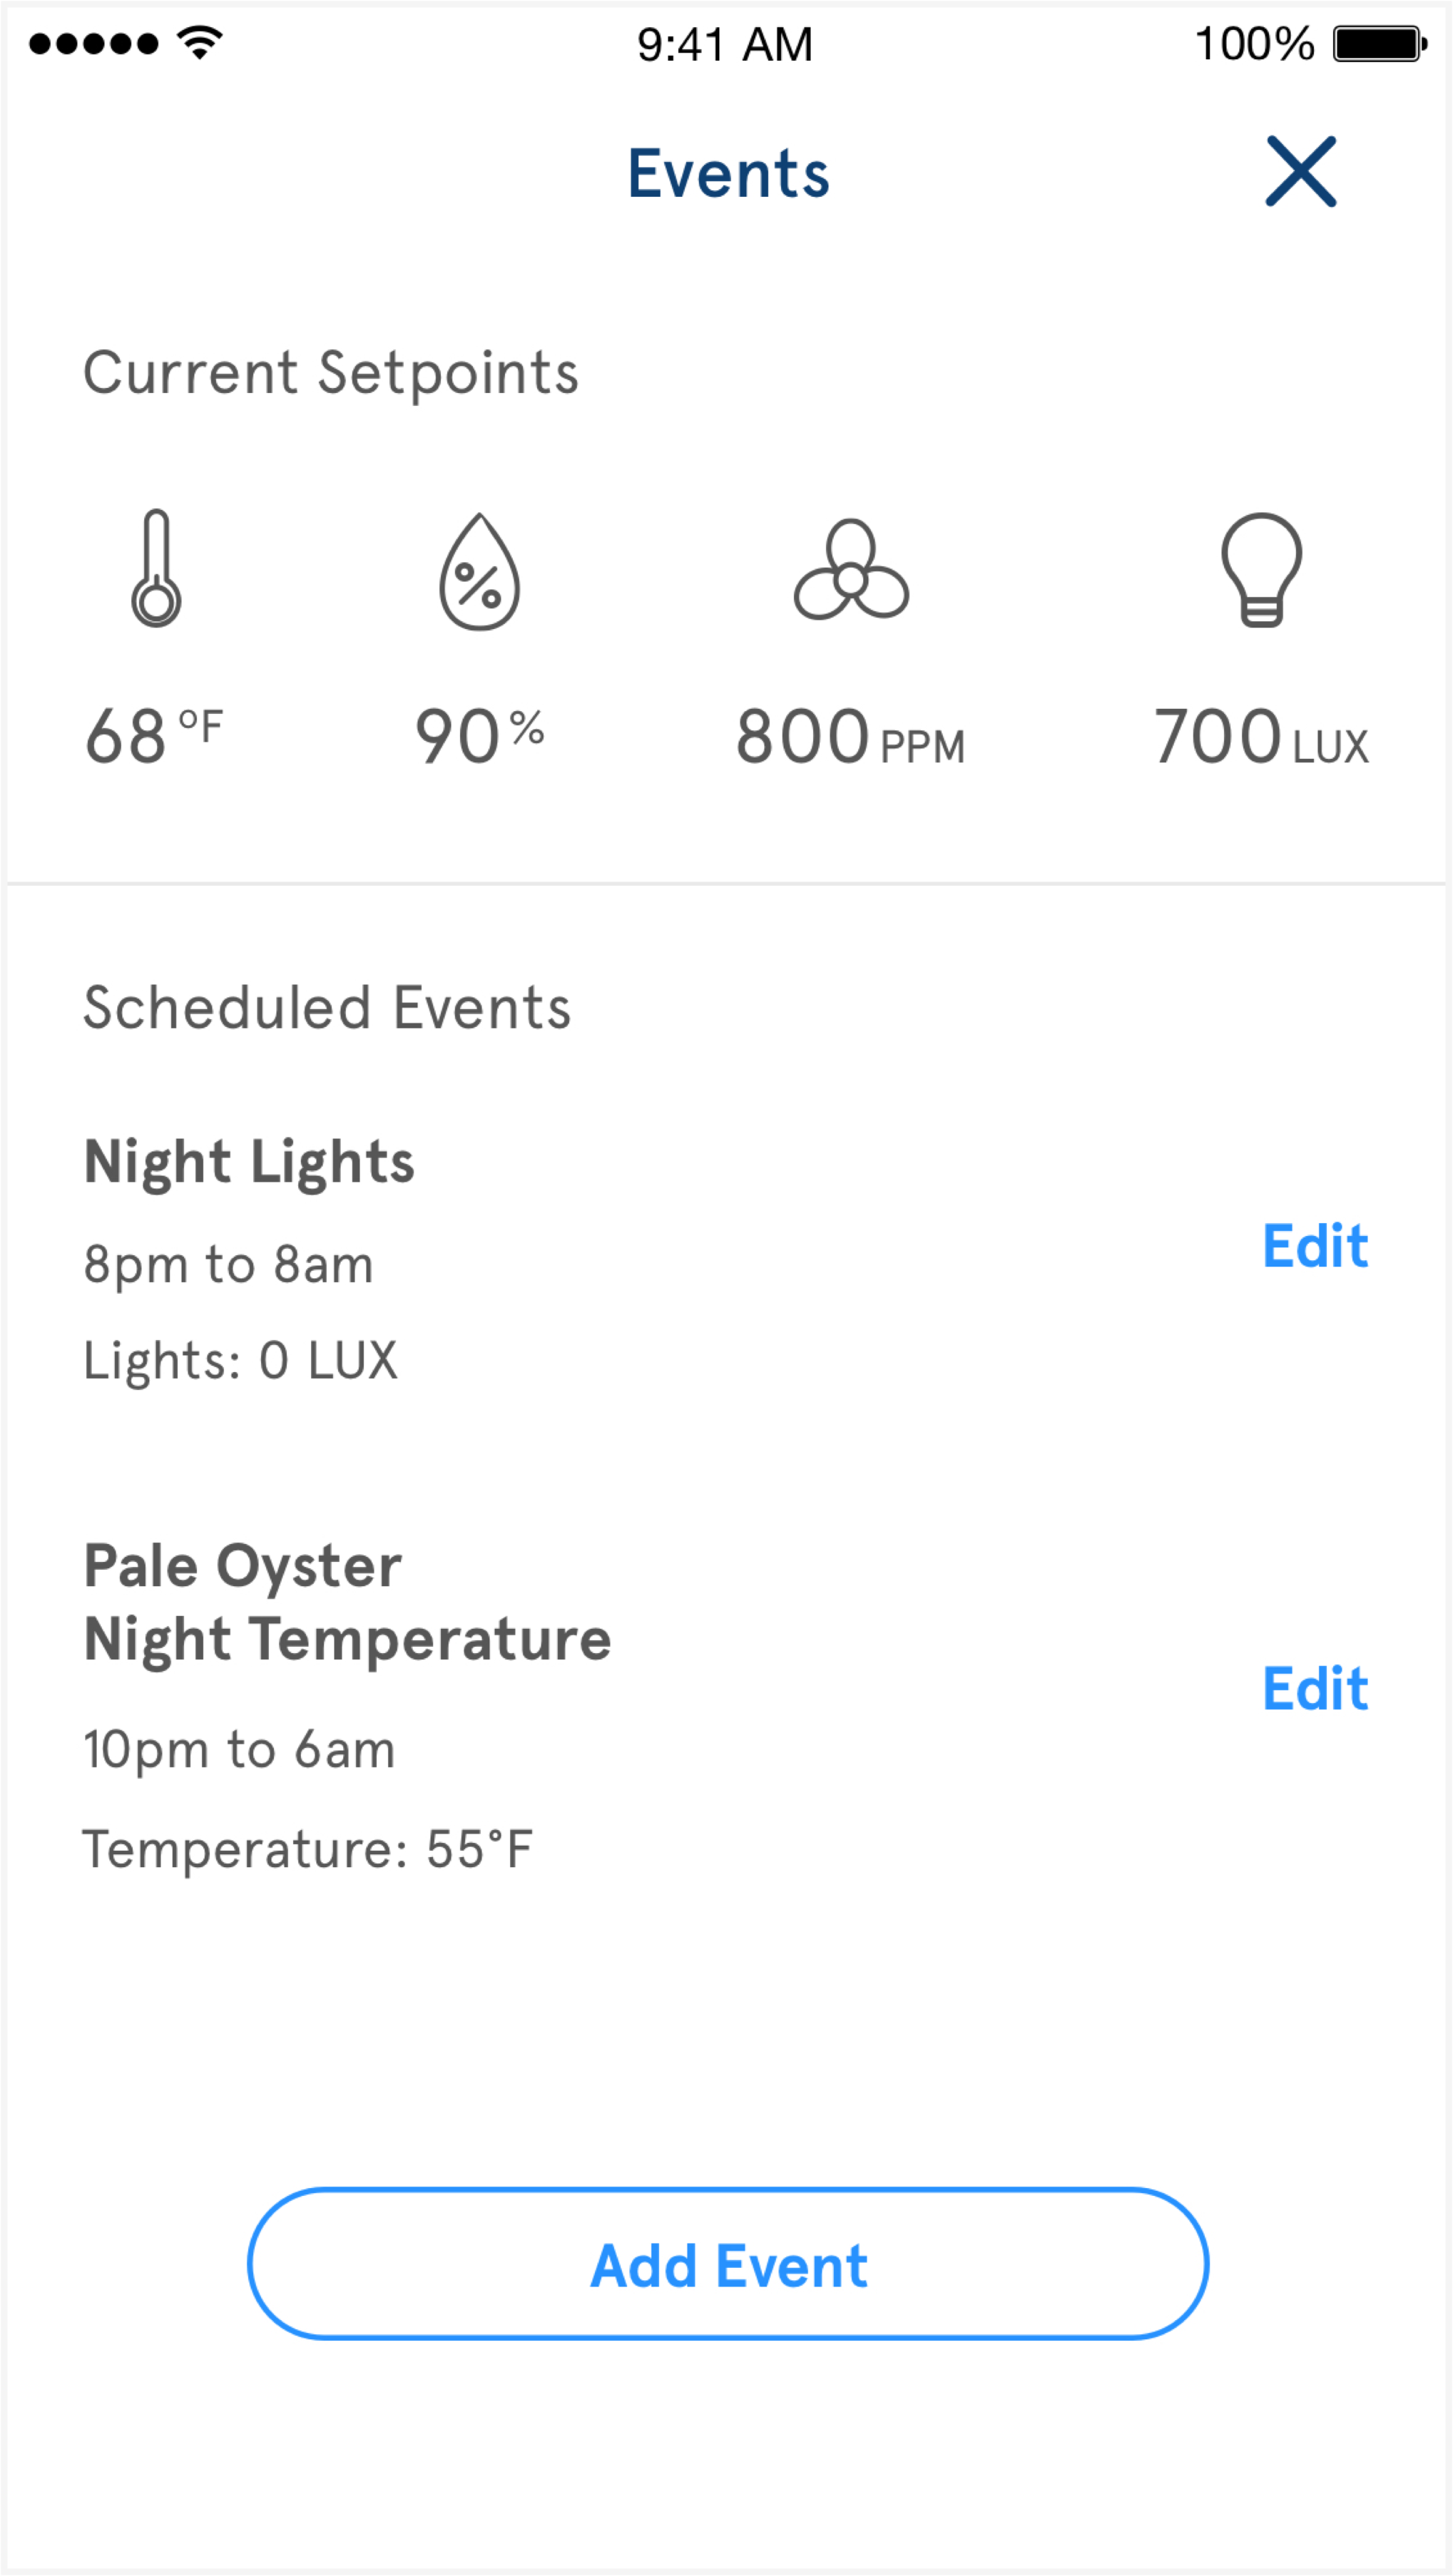 9:41 AM 100%
Events
Current Setpoints
%
68 °F 90 % 800 PPM 700 LUX
Scheduled Events
Night Lights
8pm to 8am
Edit
Lights: 0 LUX
Pale Oyster
Night Temperature
Edit
10pm to 6am
Temperature: 55°F
Add Event